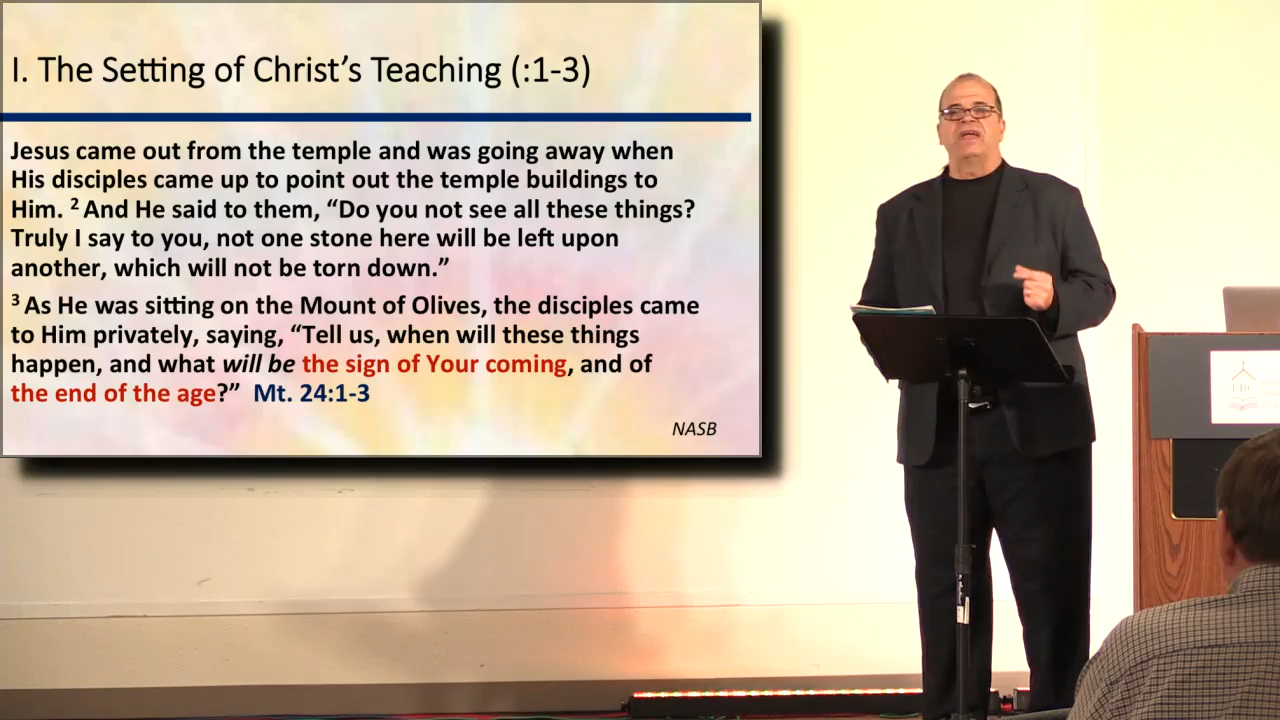 I. The Setting of Christ’s Teaching (:1-3)
Jesus came out from the temple and was going away when
His disciples came up to point out the temple buildings to
Him. 2 And He said to them, “Do you not see all these things?
Truly I say to you, not one stone here will be left upon
another, which will not be torn down.”
3 As He was sitting on the Mount of Olives, the disciples came
to Him privately, saying, “Tell us, when will these things
happen, and what will be the sign of Your coming, and of
the end of the age?” Mt. 24:1-3
NASB